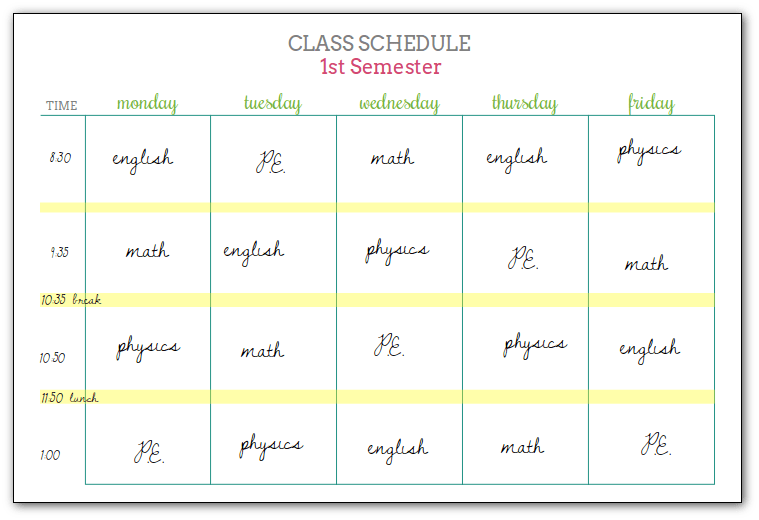 CLASS SCHEDULE
1st Semester
TIME monday tuesday wednesday thursday friday
8:30 english P.E. math english physics
9:35 math english physics P.E. math
10:35 break
10:50 physics math P.E. physics english
11:50 lunch
1:00 P.E. physics english math P.E.